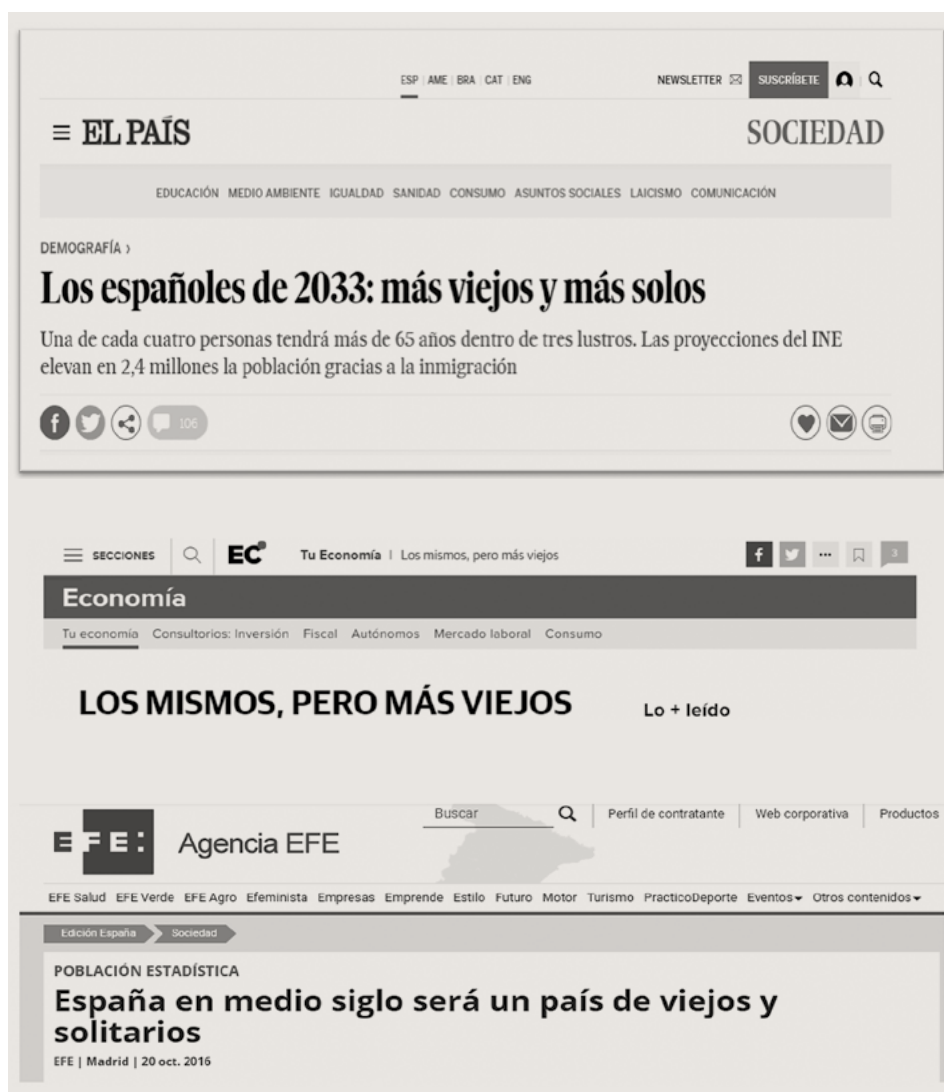 ESP | AME | BRA | CAT | ENG
NEWSLETTER SUSCRÍBETE
EL PAÍS
SOCIEDAD
EDUCACIÓN MEDIO AMBIENTE IGUALDAD SANIDAD CONSUMO ASUNTOS SOCIALES LAICISMO COMUNICACIÓN
DEMOGRAFÍA ›
Los españoles de 2033: más viejos y más solos
Una de cada cuatro personas tendrá más de 65 años dentro de tres lustros. Las proyecciones del INE
elevan en 2,4 millones la población gracias a la inmigración
106
SECCIONES EC Tu Economía | Los mismos, pero más viejos 3
Economía
Tu economía Consultorios: Inversión Fiscal Autónomos Mercado laboral Consumo
LOS MISMOS, PERO MÁS VIEJOS
Lo + leído
Buscar Perfil de contratante Web corporativa Productos
EFE: Agencia EFE
EFE Salud EFE Verde EFE Agro Efeminista Empresas Emprende Estilo Futuro Motor Turismo PracticoDeporte Eventos Otros contenidos
Edición España Sociedad
POBLACIÓN ESTADÍSTICA
España en medio siglo será un país de viejos y
solitarios
EFE | Madrid | 20 oct. 2016